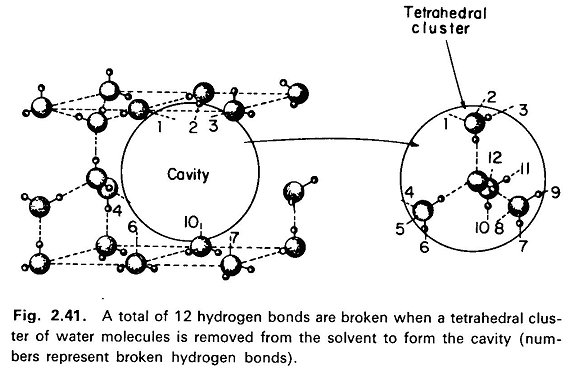 Tetrahedral
cluster
1 2 3
Cavity
4
6
10
7
2
1
3
12
11
4
9
5
10 8
6
7
Fig. 2.41. A total of 12 hydrogen bonds are broken when a tetrahedral clus-
ter of water molecules is removed from the solvent to form the cavity (num-
bers represent broken hydrogen bonds).